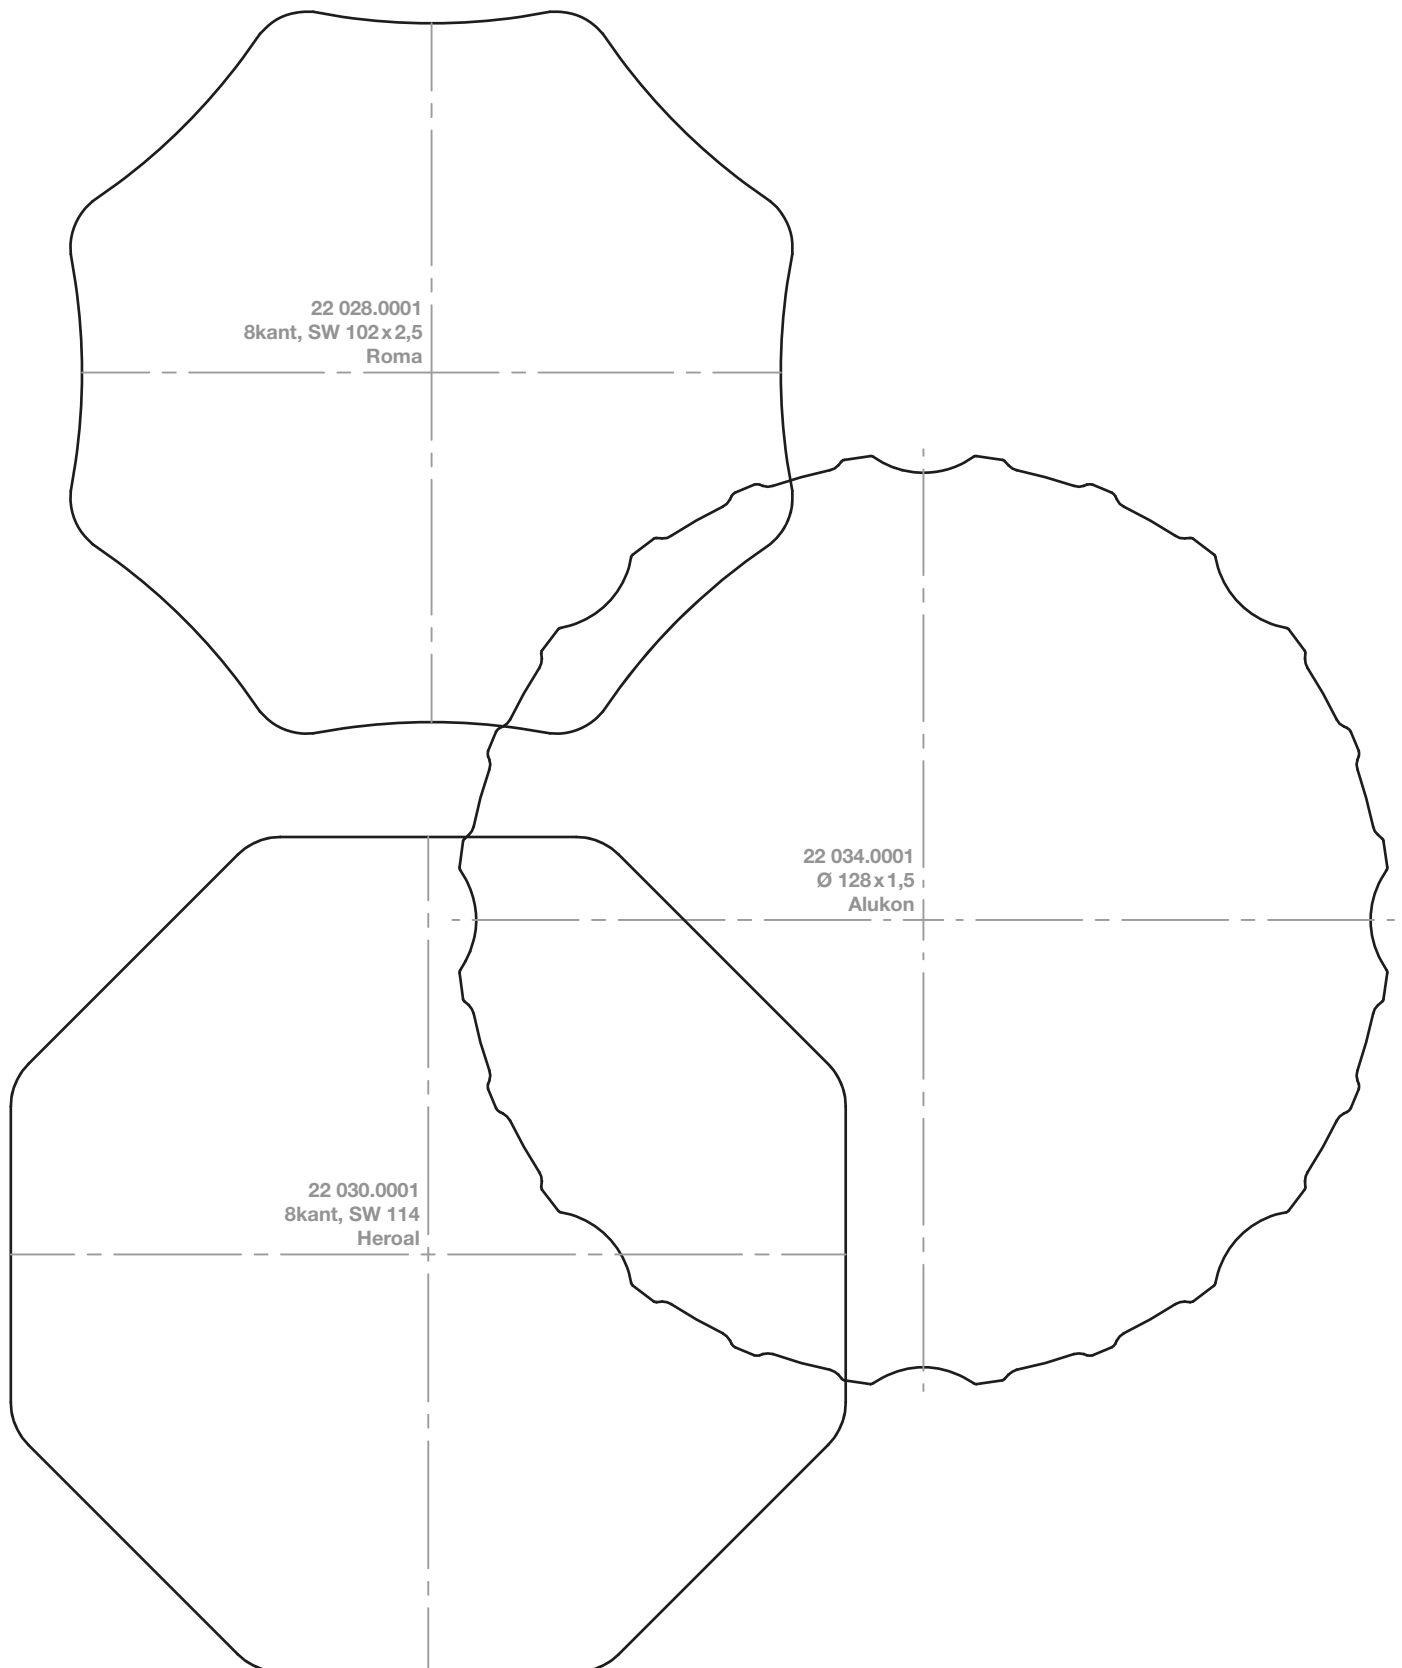 22 028.0001
8kant, SW 102 x 2,5
Roma
22 034.0001
Ø 128 x 1,5
Alukon
22 030.0001
8kant, SW 114
Heroal